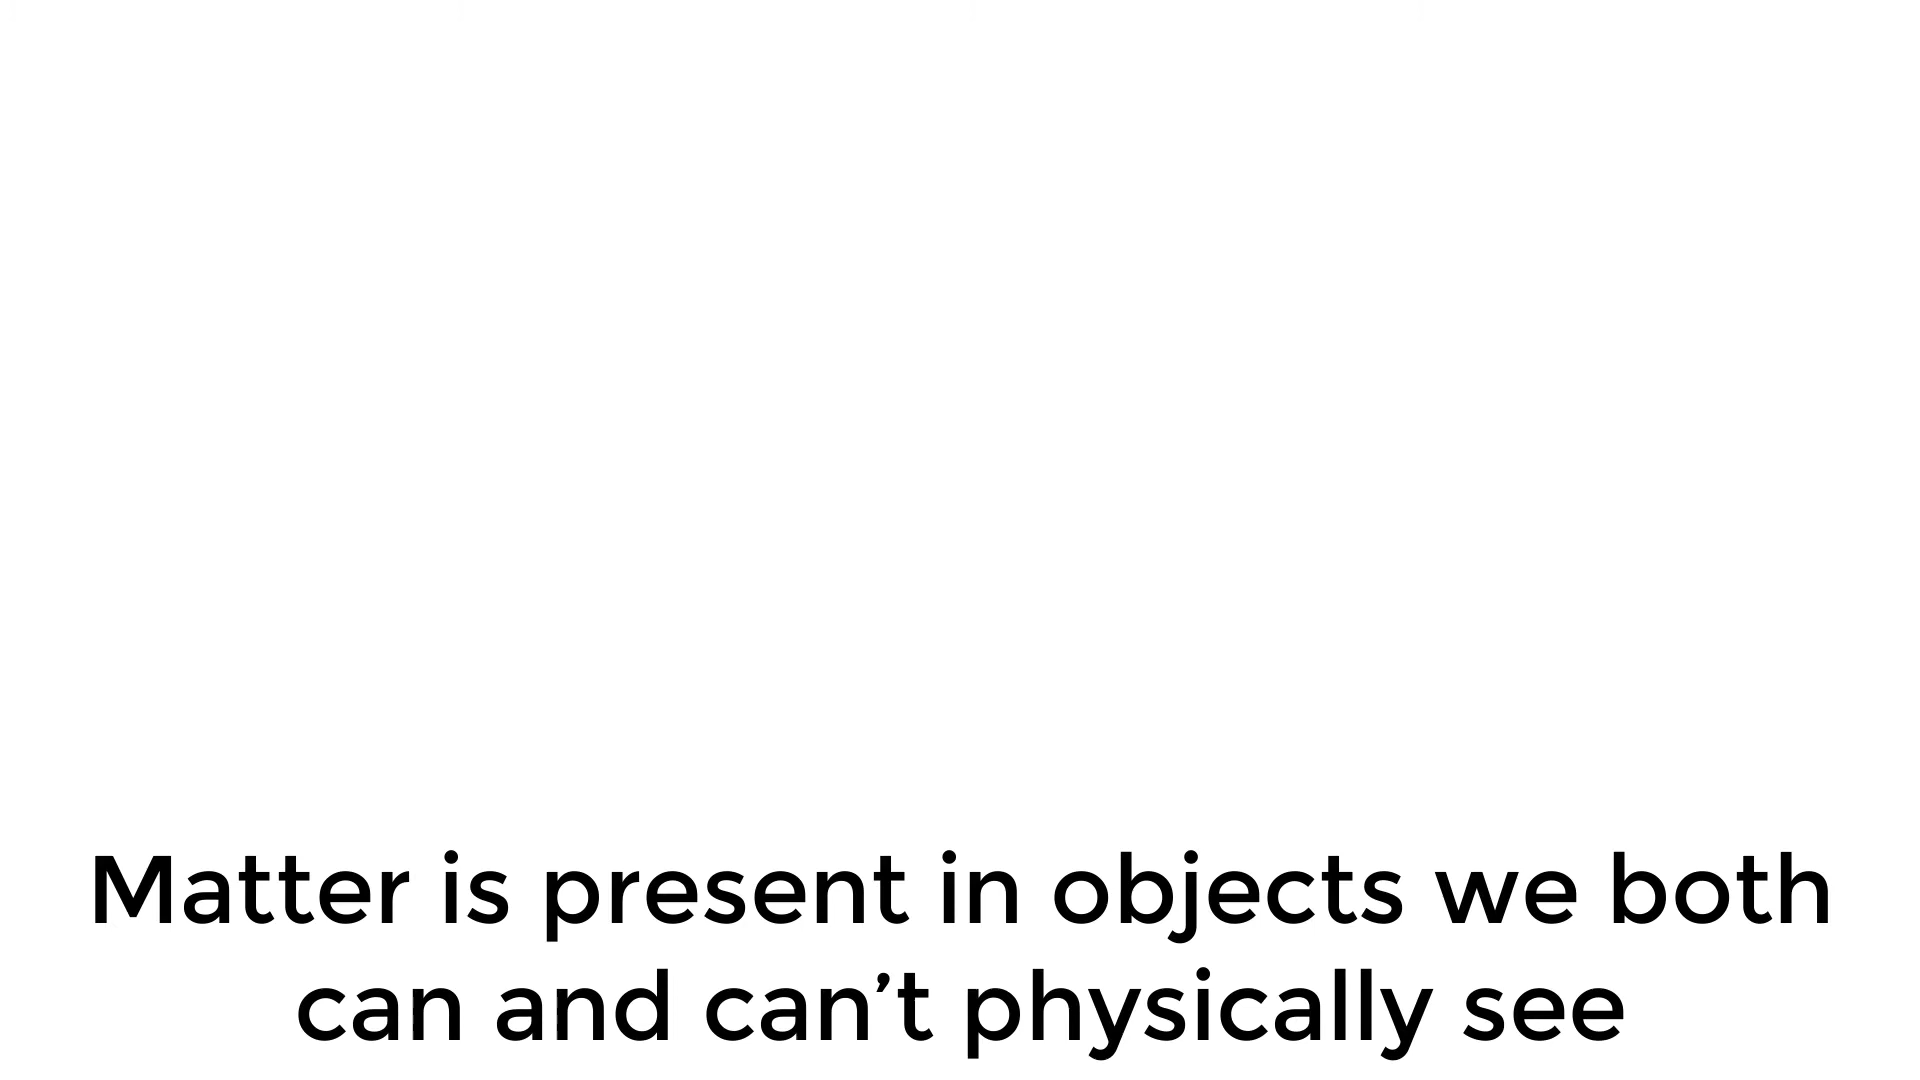 Matter is present in objects we both
can and can’t physically see